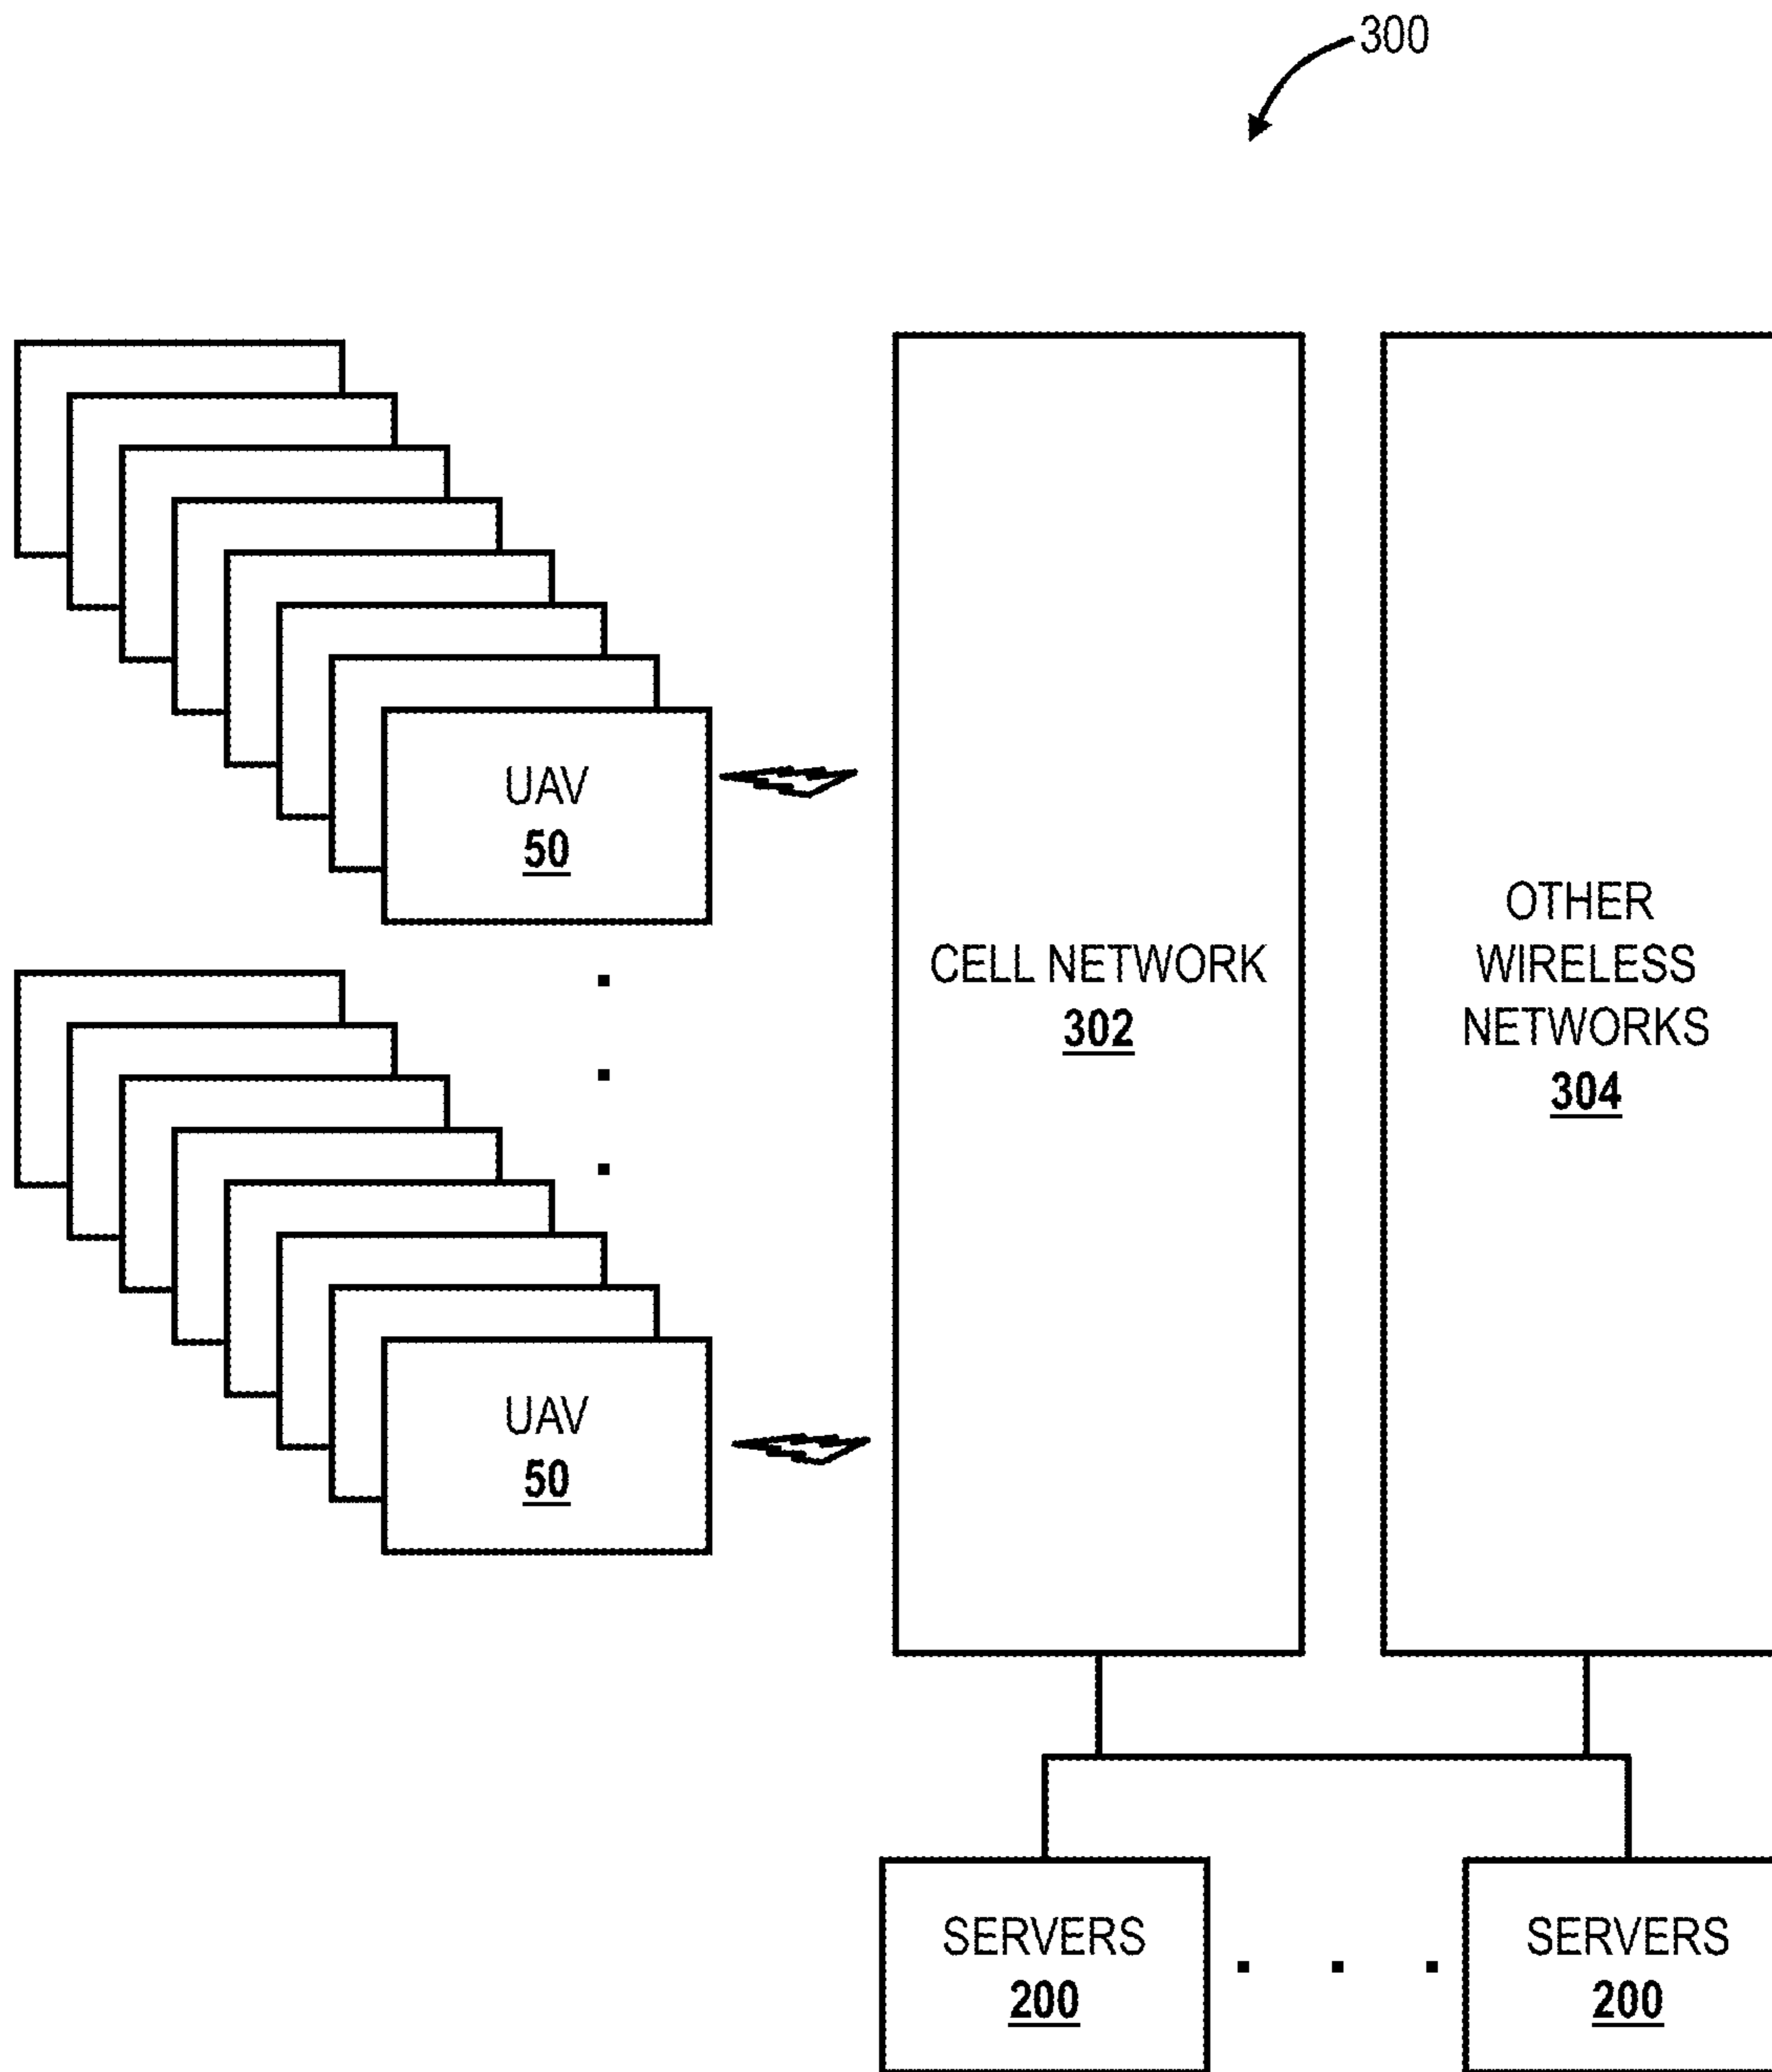 300
UAV
50
CELL NETWORK
302
OTHER
WIRELESS
NETWORKS
304
UAV
50
SERVERS
200
SERVERS
200